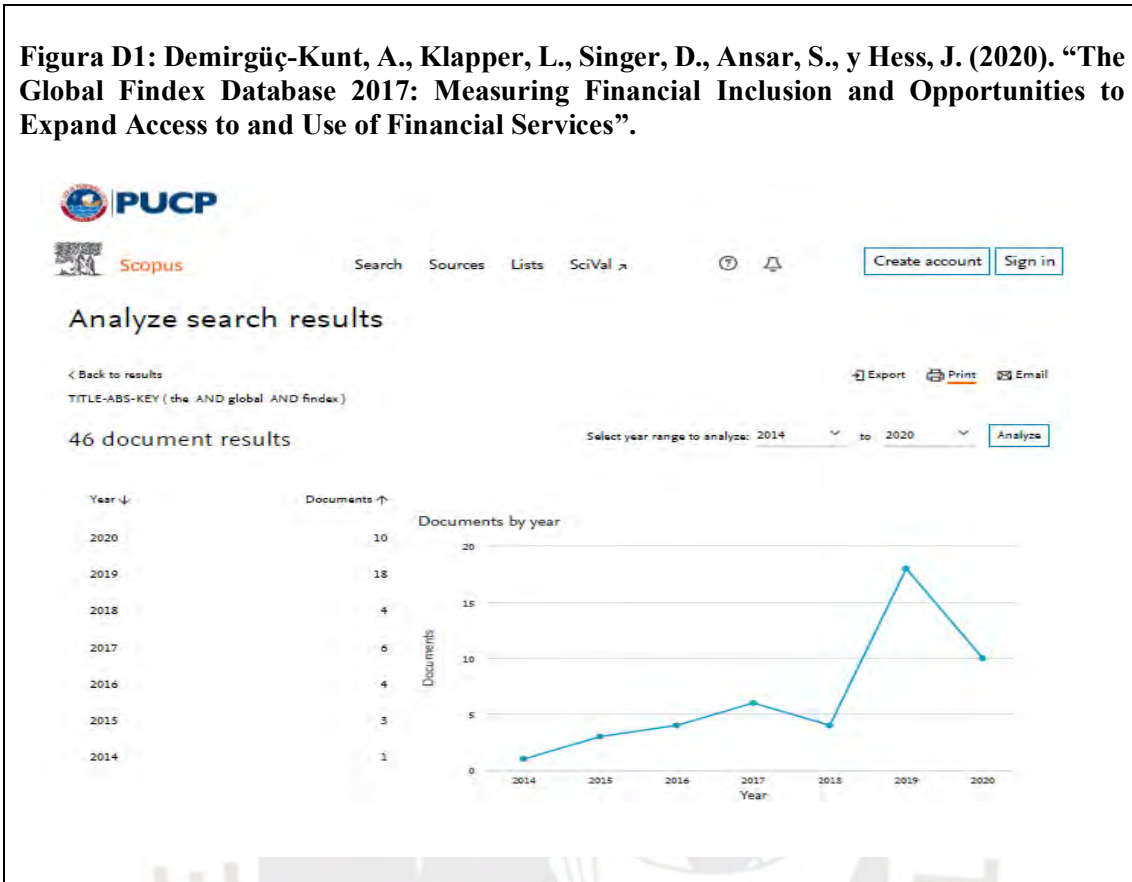 Figura D1: Demirgüç-Kunt, A., Klapper, L., Singer, D., Ansar, S., y Hess, J. (2020). “The
Global Findex Database 2017: Measuring Financial Inclusion and Opportunities to
Expand Access to and Use of Financial Services”.
PUCP
Scopus Search Sources Lists SciVal Create account Sign in
Analyze search results
Back to results Export Print Email
TITLE-ABS-KEY ( the AND global AND findex )
46 document results Select year range to analyze: 2014 to 2020 Analyze
Year Documents
2020 10
2019 18
2018 4
2017 6
2016 4
2015 3
2014 1
Documents by year
20
15
10
5
0
Documents
2014 2015 2016 2017 2018 2019 2020
Year